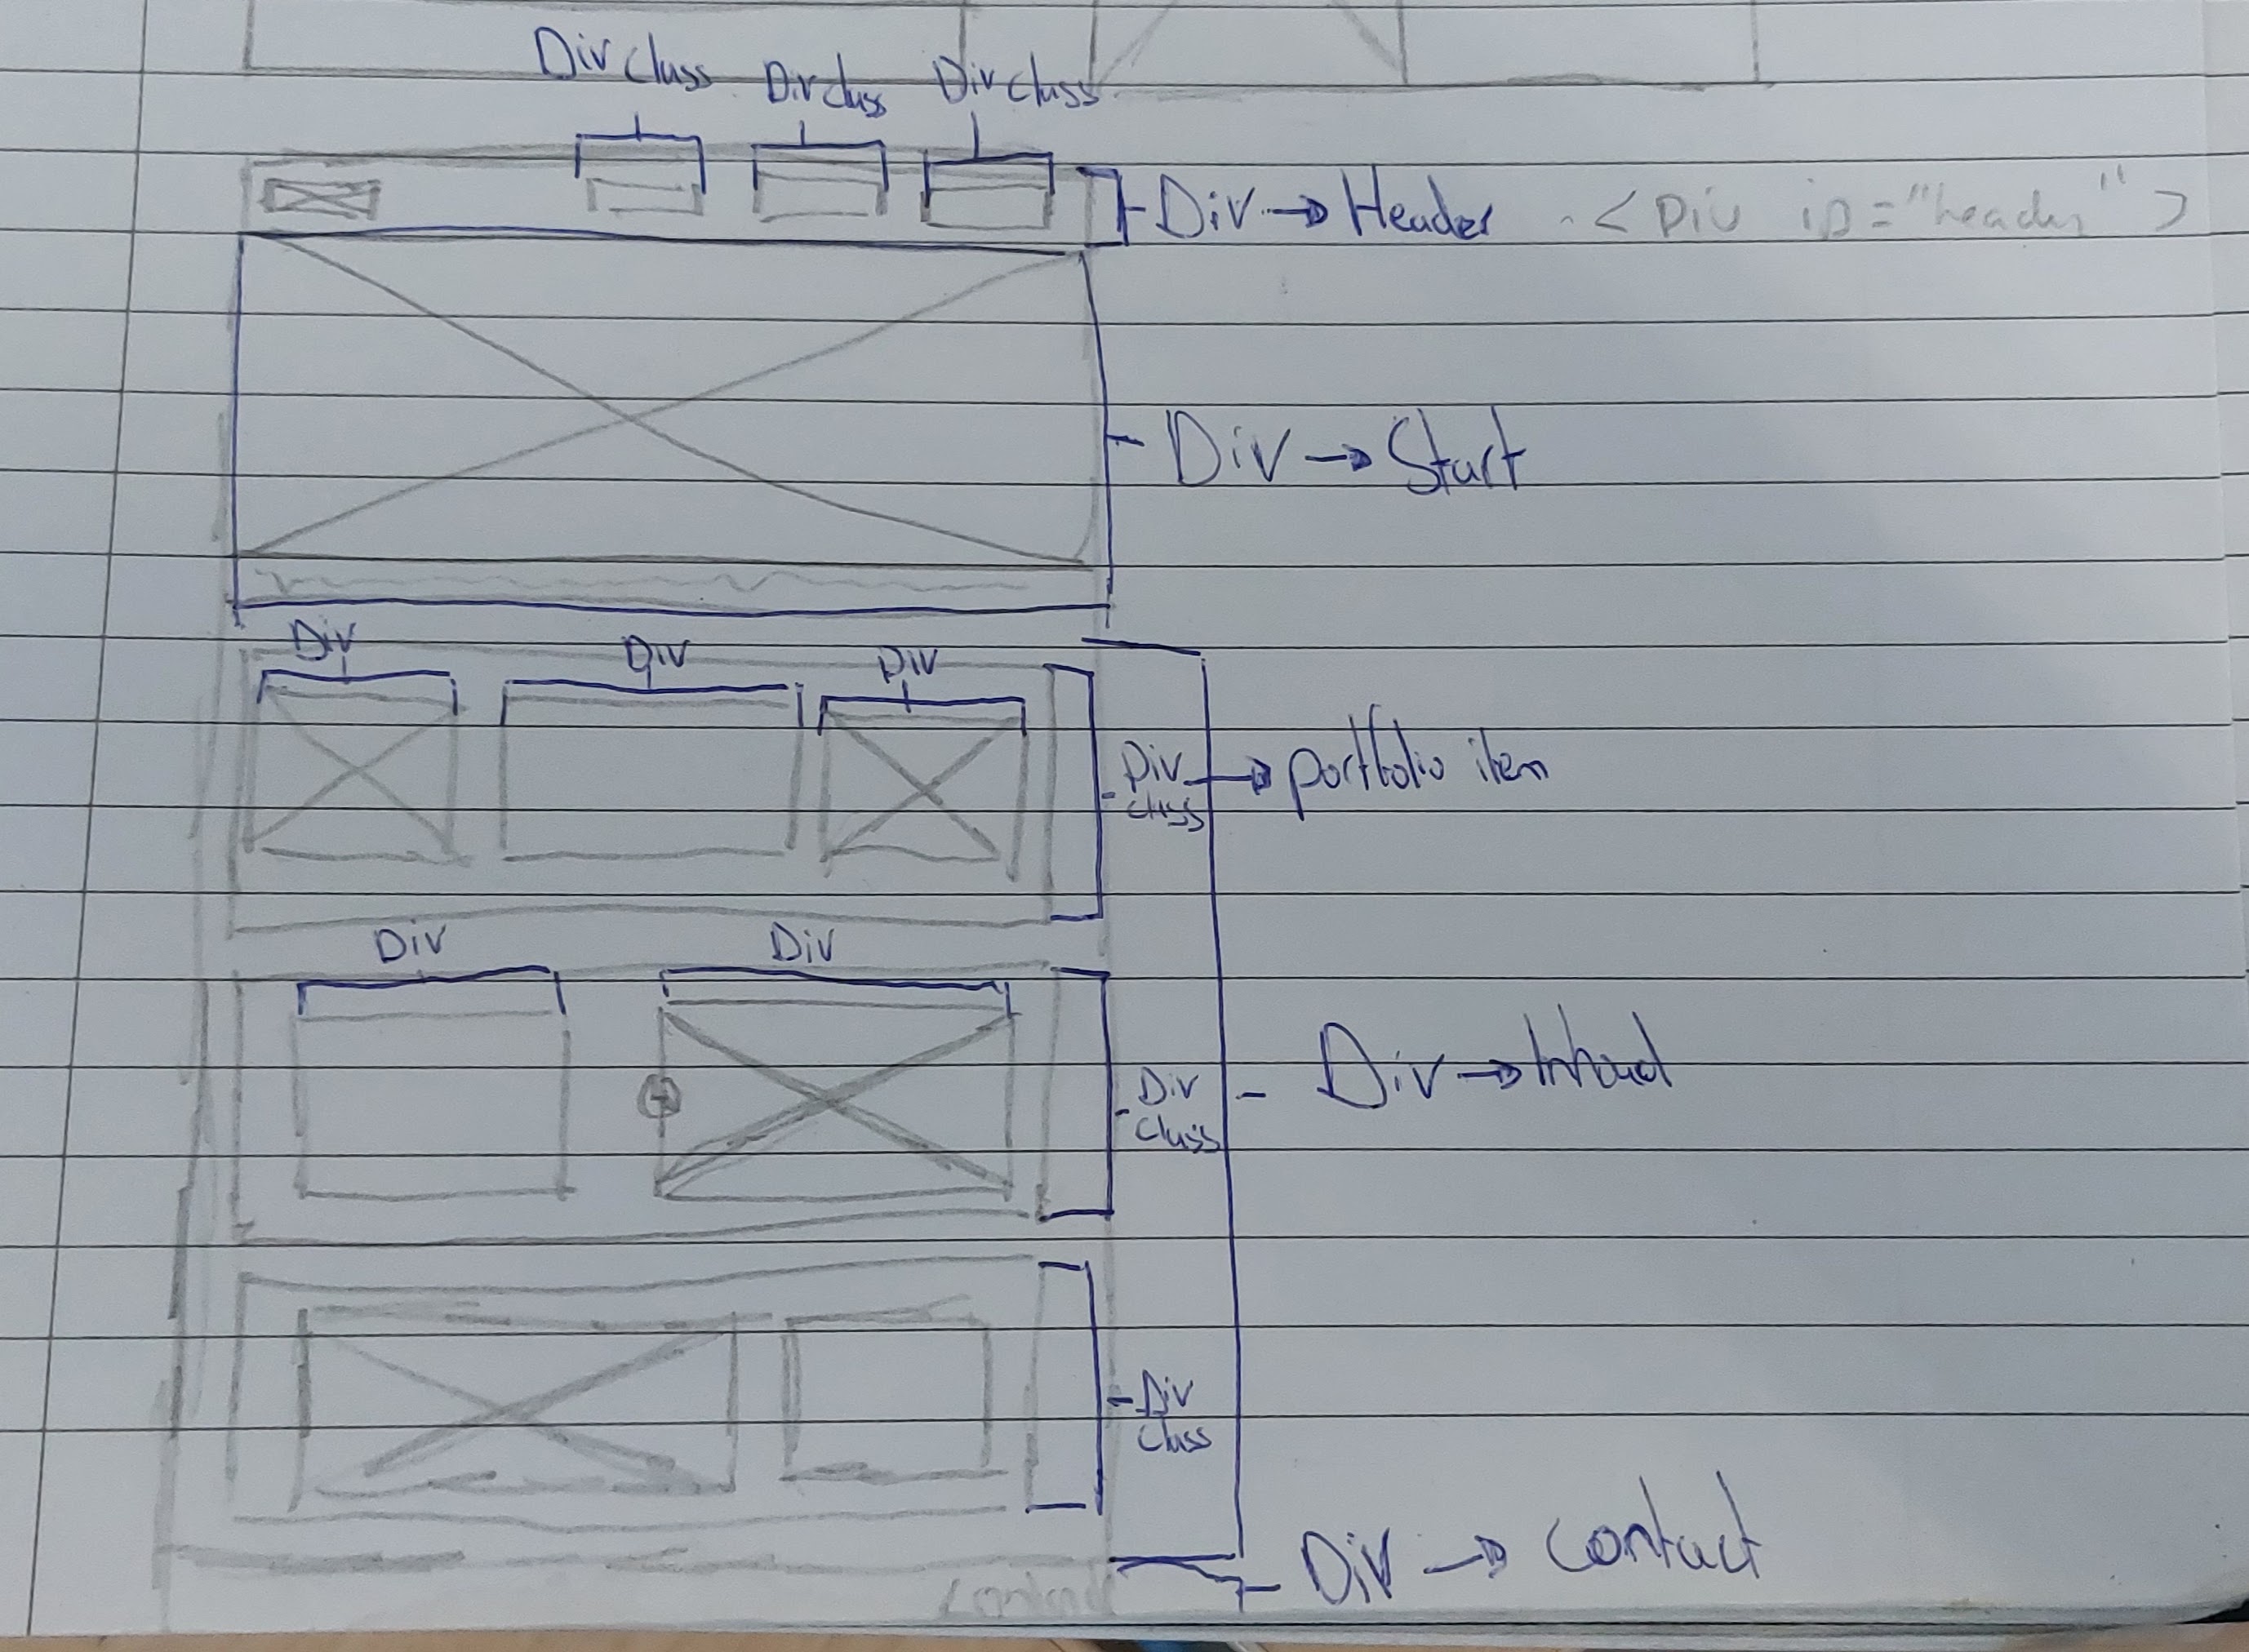 Div class Div class Div class
Div → Header <Div iD="header">
Div → Start
Div Div Div
Div → portfolio item
class
Div Div
Div
class
Div → Inhoud
Div
class
Div → contact
contact